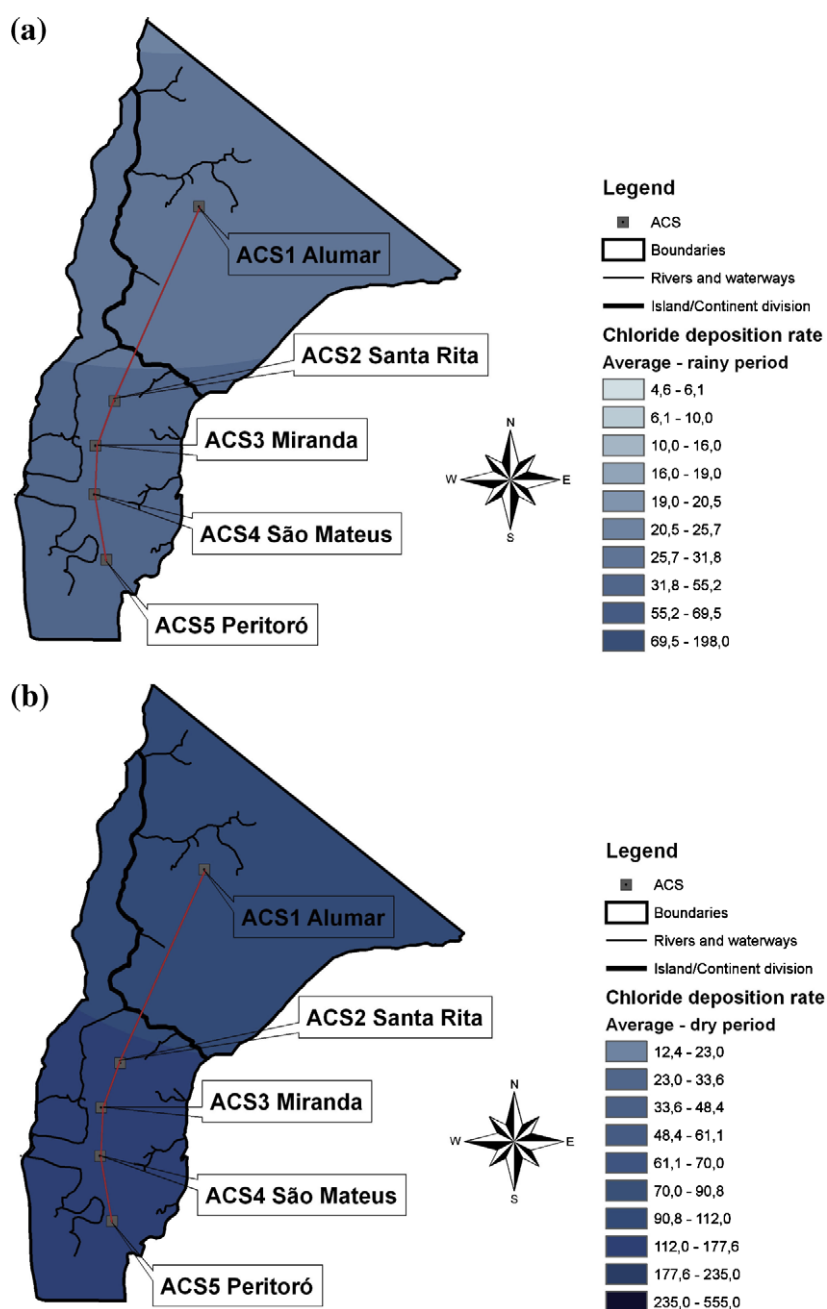 (a)
ACS1 Alumar
ACS2 Santa Rita
ACS3 Miranda
ACS4 São Mateus
ACS5 Peritoró
N
W
E
S
Legend
ACS
Boundaries
Rivers and waterways
Island/Continent division
Chloride deposition rate
Average - rainy period
4,6 - 6,1
6,1 - 10,0
10,0 - 16,0
16,0 - 19,0
19,0 - 20,5
20,5 - 25,7
25,7 - 31,8
31,8 - 55,2
55,2 - 69,5
69,5 - 198,0
(b)
ACS1 Alumar
ACS2 Santa Rita
ACS3 Miranda
ACS4 São Mateus
ACS5 Peritoró
N
W
E
S
Legend
ACS
Boundaries
Rivers and waterways
Island/Continent division
Chloride deposition rate
Average - dry period
12,4 - 23,0
23,0 - 33,6
33,6 - 48,4
48,4 - 61,1
61,1 - 70,0
70,0 - 90,8
90,8 - 112,0
112,0 - 177,6
177,6 - 235,0
235,0 - 555,0